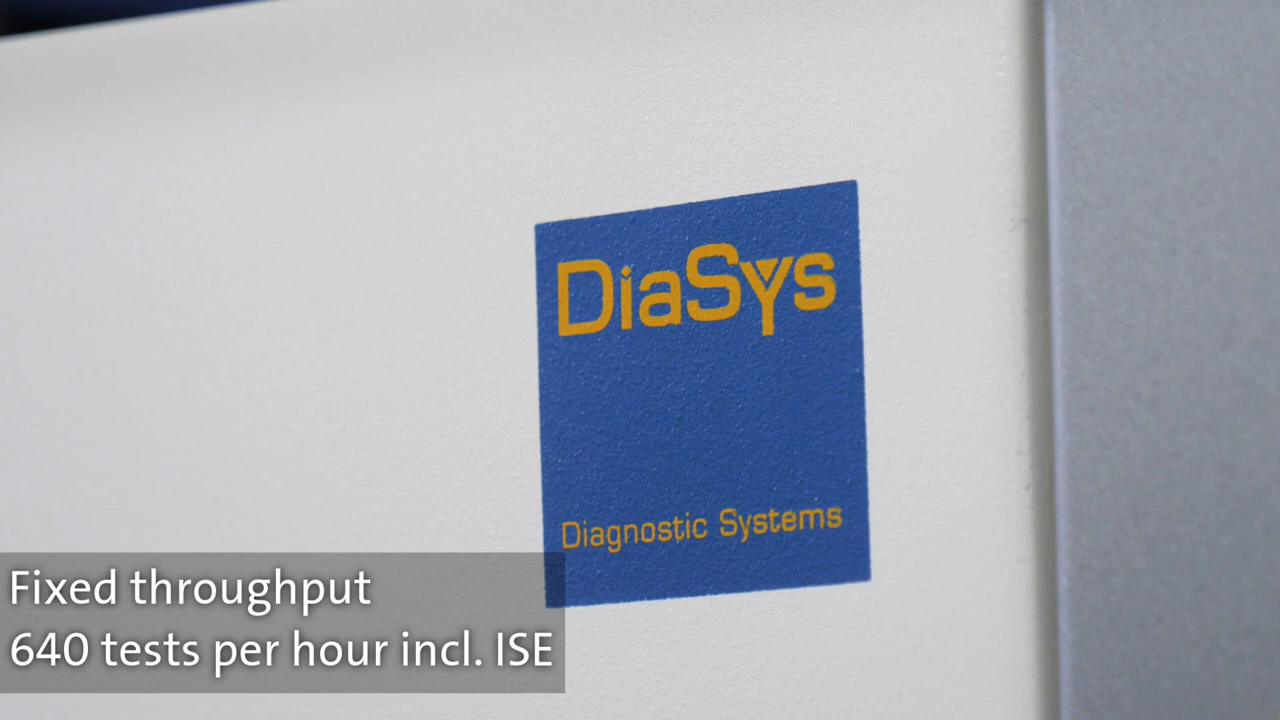 DiaSys
Diagnostic Systems
Fixed throughput
640 tests per hour incl. ISE